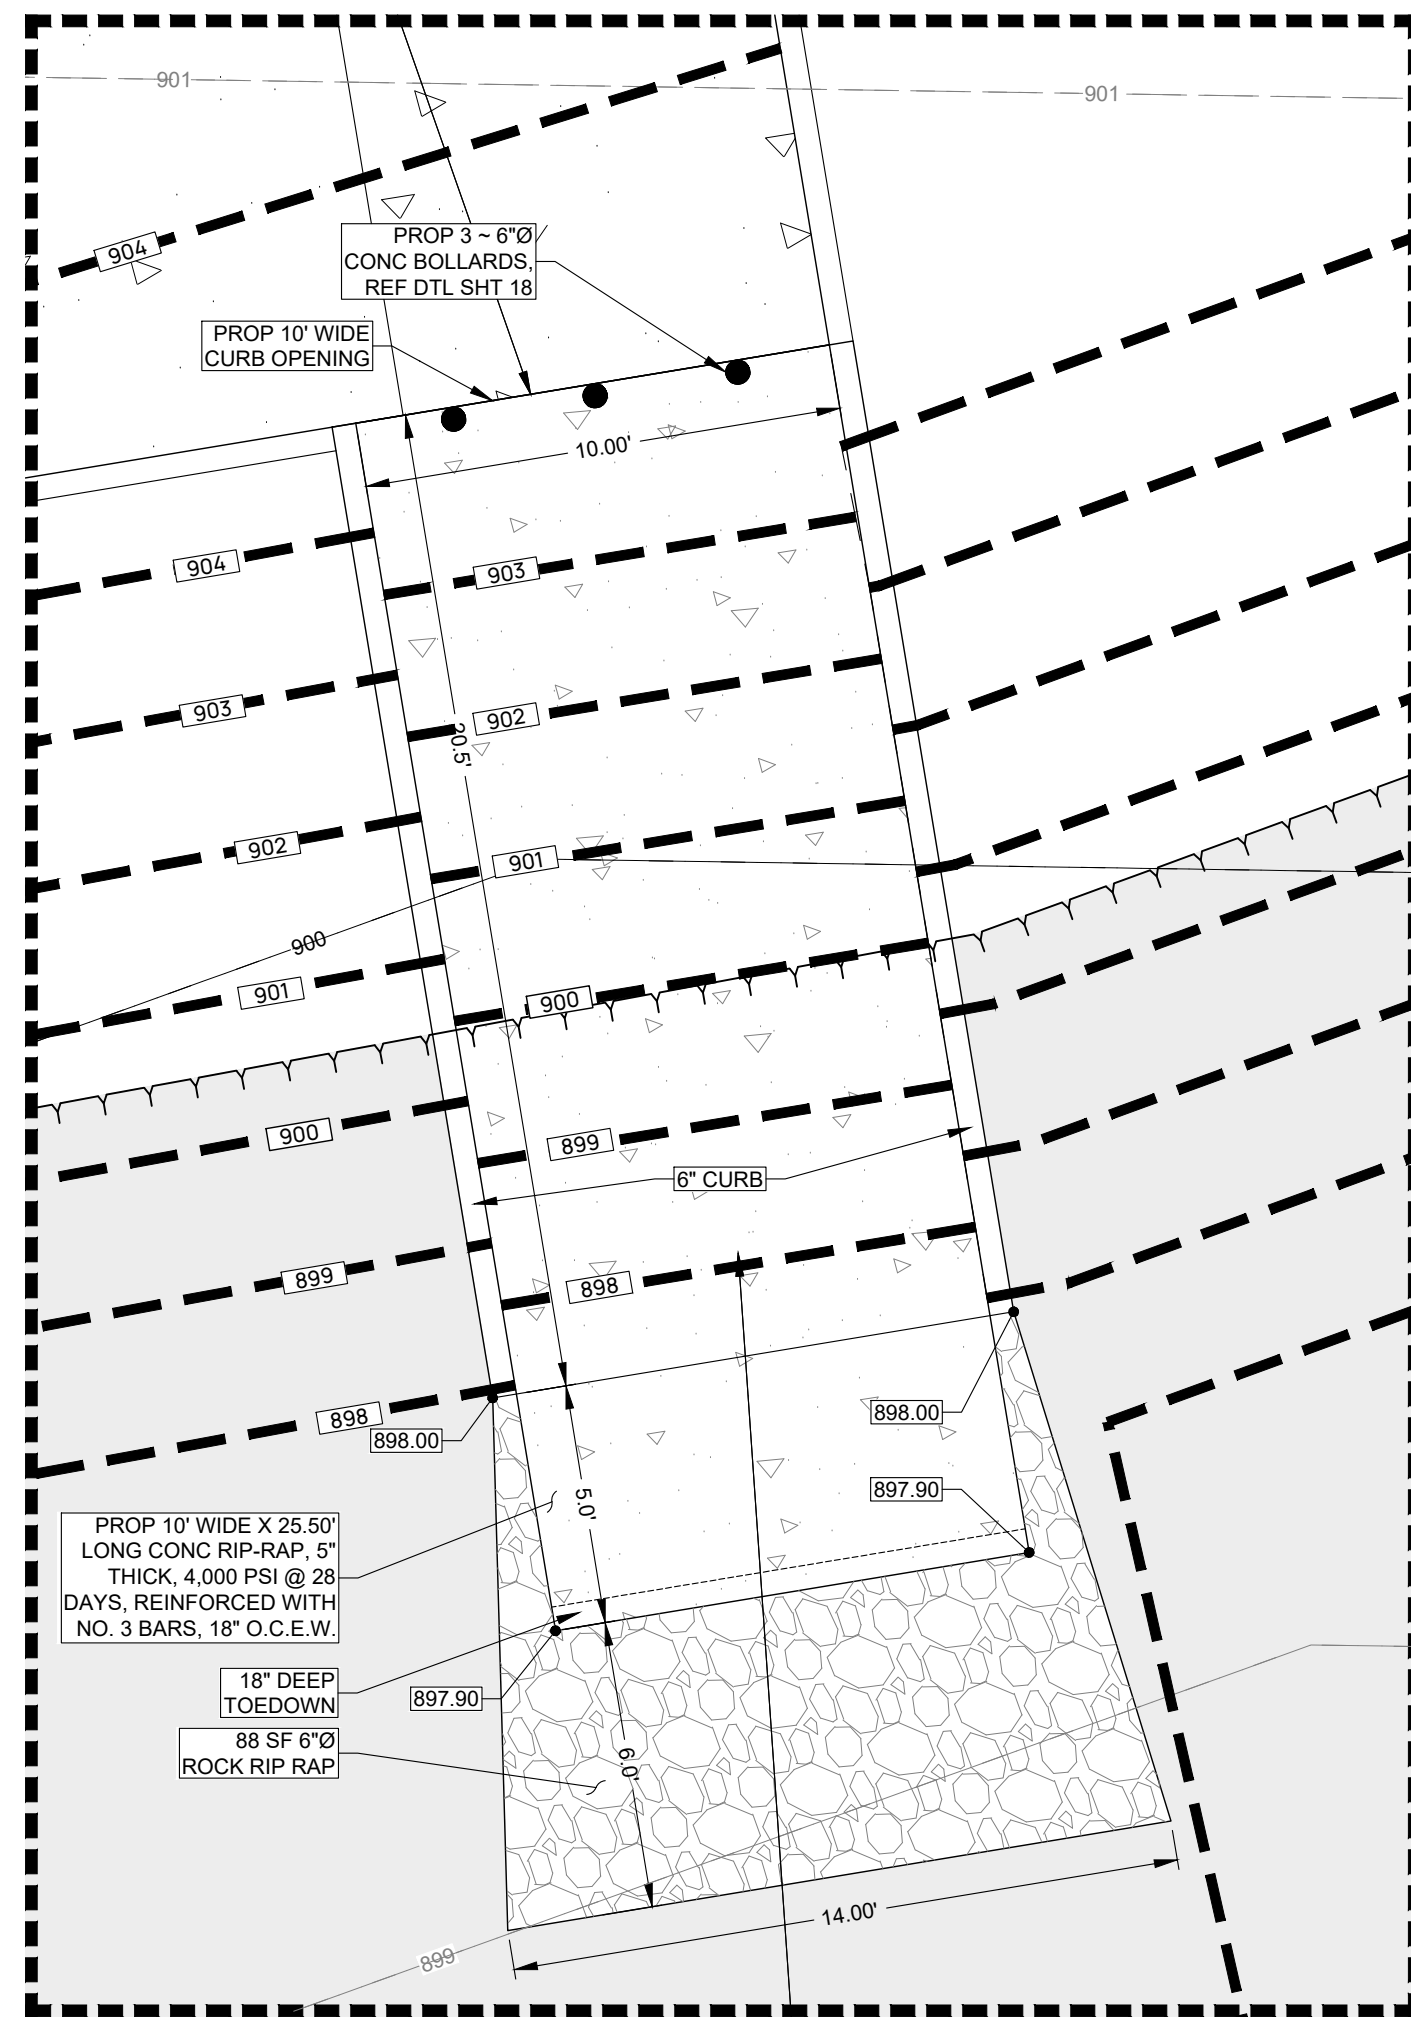 901
901
904
PROP 3 ~ 6"Ø
CONC BOLLARDS,
REF DTL SHT 18
PROP 10' WIDE
CURB OPENING
10.00'
904
903
903
902
20.5'
902
901
900
901
900
900
899
6" CURB
899
898
898
898.00
898.00
897.90
5.0'
PROP 10' WIDE X 25.50'
LONG CONC RIP-RAP, 5"
THICK, 4,000 PSI @ 28
DAYS, REINFORCED WITH
NO. 3 BARS, 18" O.C.E.W.
18" DEEP
TOEDOWN
897.90
88 SF 6"Ø
ROCK RIP RAP
6.0'
14.00'
899